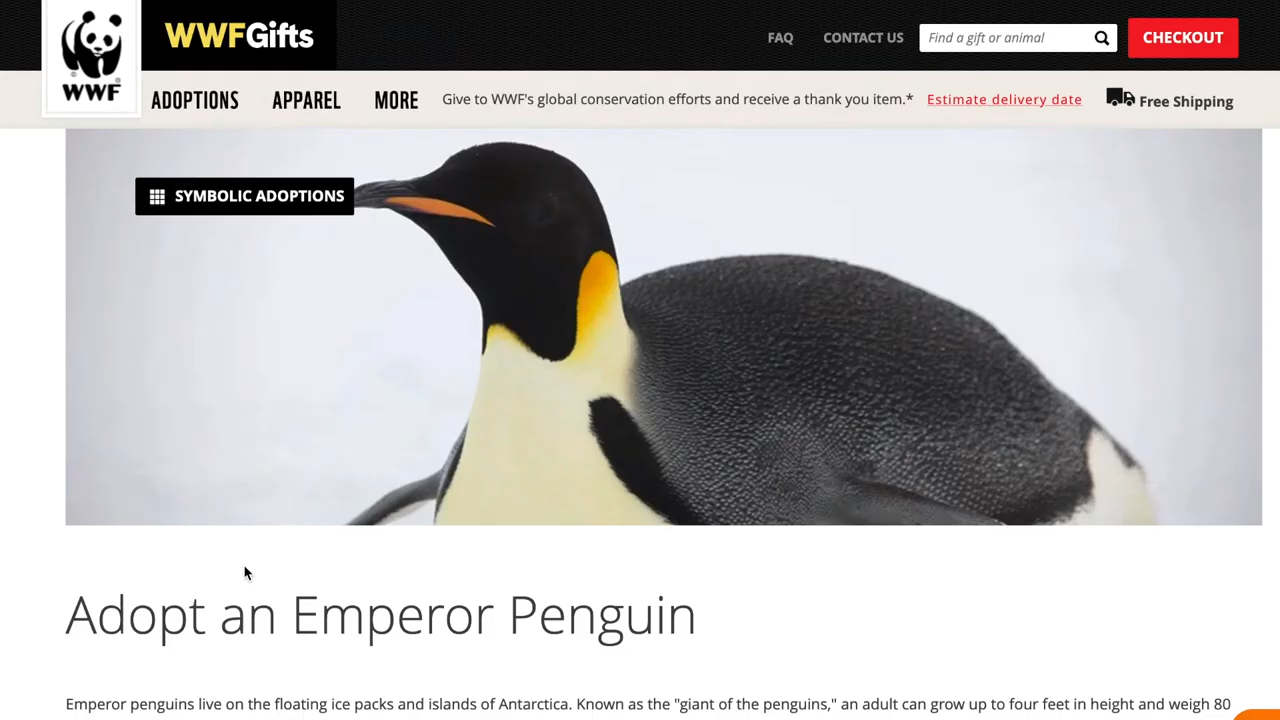 WWFGifts
FAQ
CONTACT US
Find a gift or animal
CHECKOUT
WWF
ADOPTIONS
APPAREL
MORE
Give to WWF's global conservation efforts and receive a thank you item.*
Estimate delivery date
Free Shipping
SYMBOLIC ADOPTIONS
Adopt an Emperor Penguin
Emperor penguins live on the floating ice packs and islands of Antarctica. Known as the "giant of the penguins," an adult can grow up to four feet in height and weigh 80